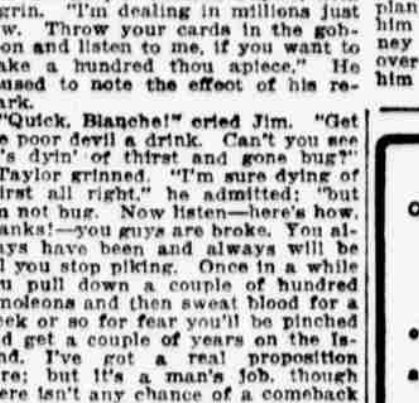 grin. "I'm dealing in millions just
w. Throw your cards in the gob-
on and listen to me, if you want to
ake a hundred thou apiece." He
used to note the effect of his re-
ark.
"Quick, Blanche!" cried Jim. "Get
e poor devil a drink. Can't you see
's dyin' of thirst and gone bug?"
Taylor grinned. "I'm sure dying of
irst all right," he admitted; "but
m not bug. Now listen—here's how,
anks!—you guys are broke. You al-
ays have been and always will be
l you stop piking. Once in a while
u pull down a couple of hundred
moleons and then sweat blood for a
eek or so for fear you'll be pinched
d get a couple of years on the Is-
nd. I've got a real proposition
re; but it's a man's job, though
ere isn't any chance of a comeback
plan
him
ney
over
him